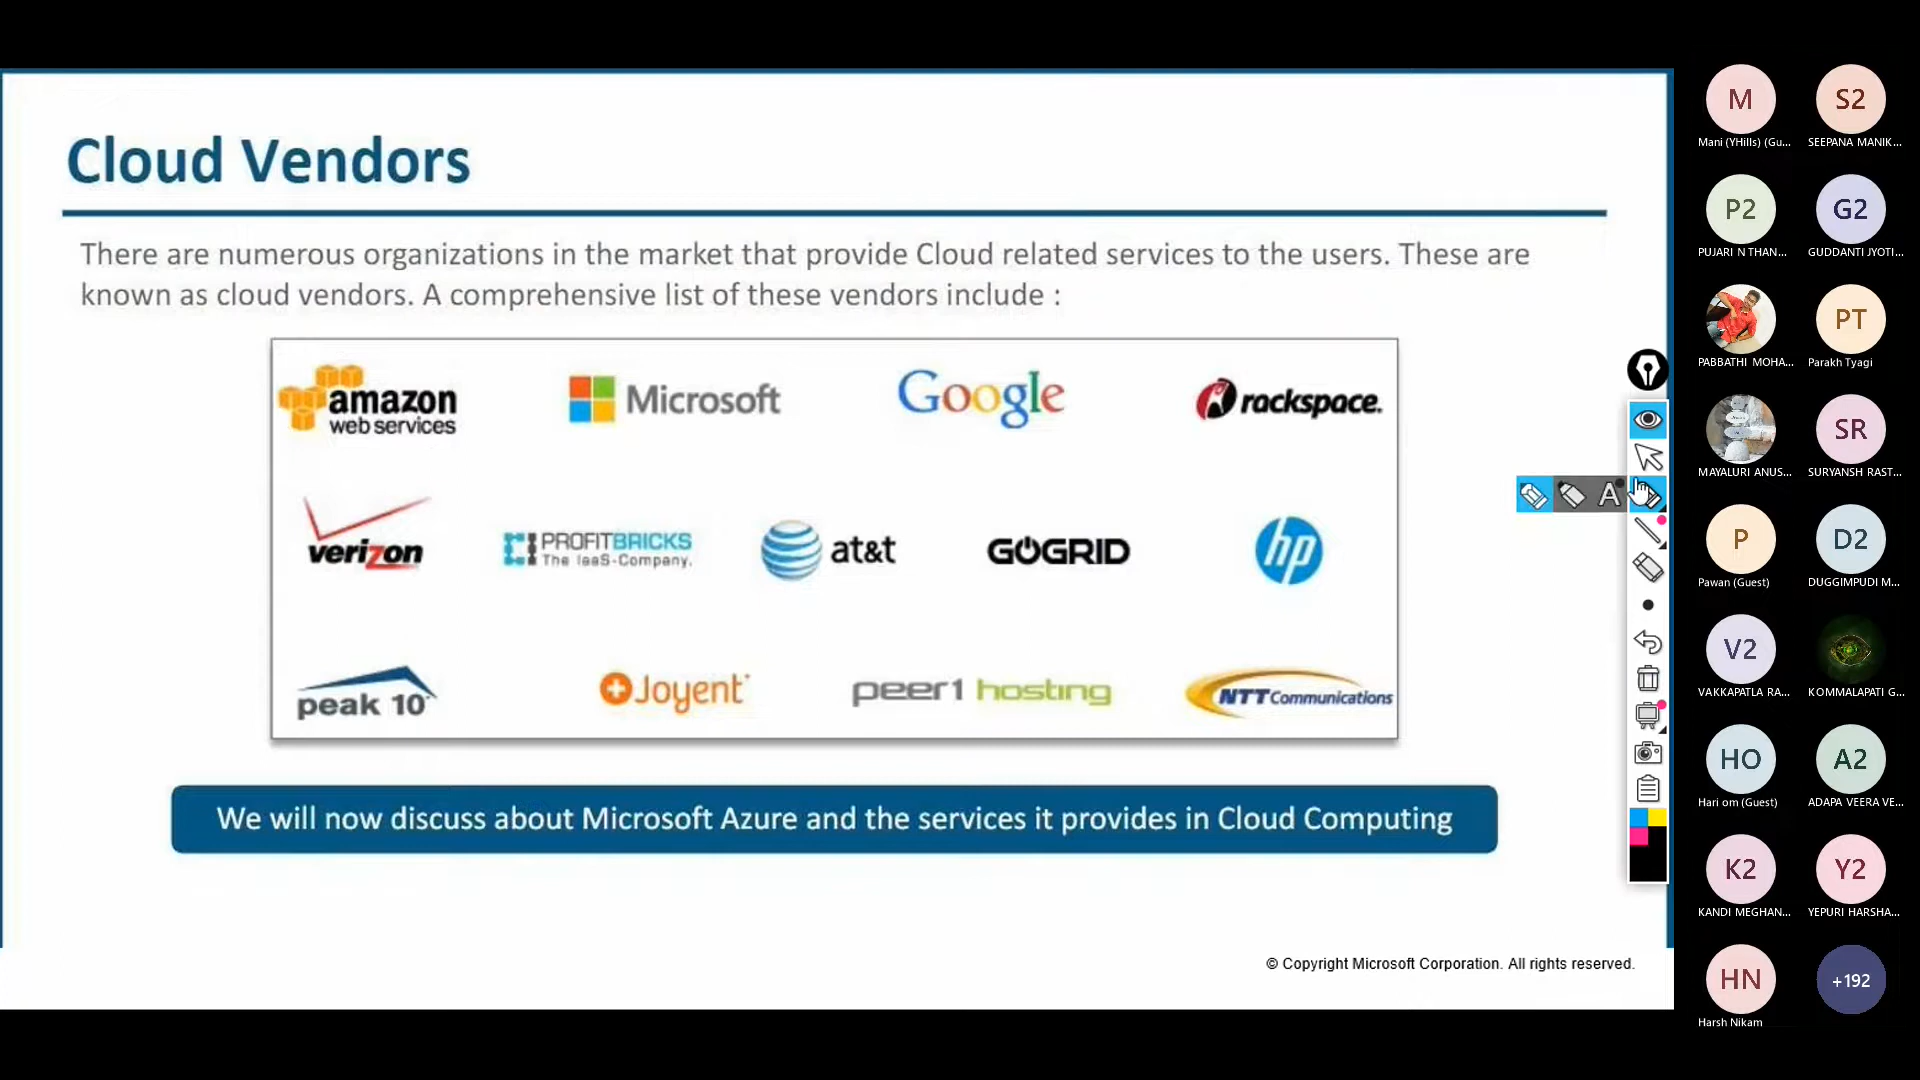 Cloud Vendors
There are numerous organizations in the market that provide Cloud related services to the users. These are
known as cloud vendors. A comprehensive list of these vendors include :
amazon
web services
Microsoft
Google
rackspace.
verizon
PROFITBRICKS
The IaaS-Company.
at&t
GOGRID
hp
peak 10
Joyent
peer1 hosting
NTT Communications
We will now discuss about Microsoft Azure and the services it provides in Cloud Computing
© Copyright Microsoft Corporation. All rights reserved.
A
M
Mani (YHills) (Gu...
S2
SEEPANA MANIK...
P2
PUJARI N THAN...
G2
GUDDANTI JYOTI...
PABBATHI MOHA...
PT
Parakh Tyagi
MAYALURI ANUS...
SR
SURYANSH RAST...
P
Pawan (Guest)
D2
DUGGIMPUDI M...
V2
VAKKAPATLA RA...
KOMMALAPATI G...
HO
Hari om (Guest)
A2
ADAPA VEERA VE...
K2
KANDI MEGHAN...
Y2
YEPURI HARSHA...
HN
Harsh Nikam
+192